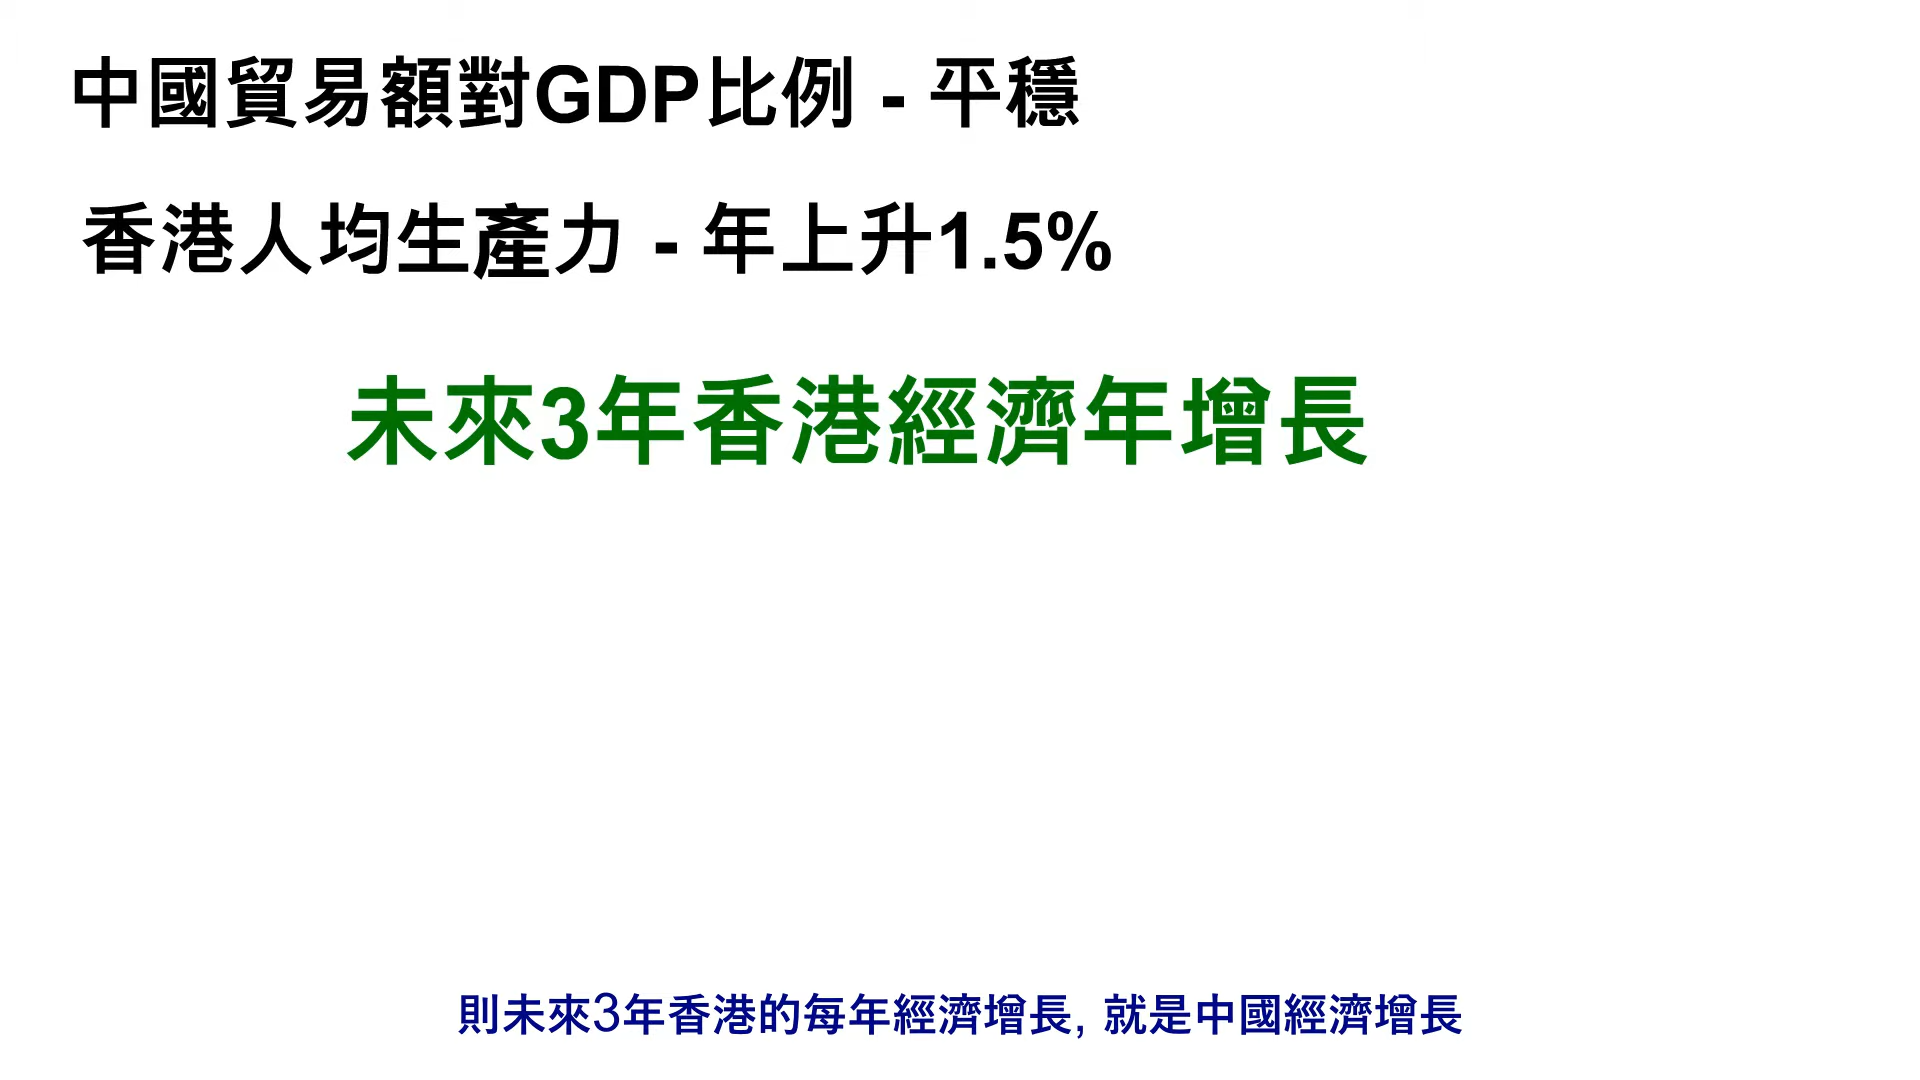 中國貿易額對GDP比例 - 平穩
香港人均生產力 - 年上升1.5%
未來3年香港經濟年增長
則未來3年香港的每年經濟增長, 就是中國經濟增長